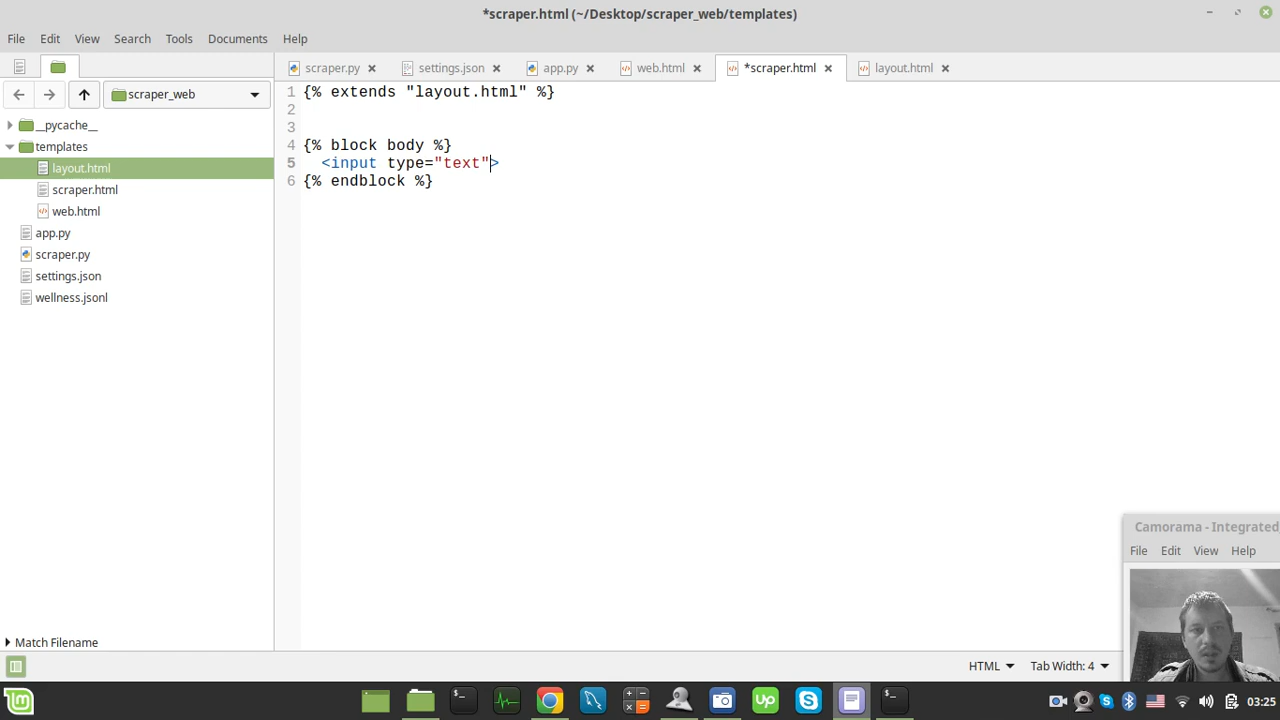 *scraper.html (~/Desktop/scraper_web/templates)
File Edit View Search Tools Documents Help
scraper.py settings.json app.py web.html *scraper.html layout.html
scraper_web
__pycache__
templates
layout.html
scraper.html
web.html
app.py
scraper.py
settings.json
wellness.jsonl
1 {% extends "layout.html" %}
2
3
4 {% block body %}
5 <input type="text">
6 {% endblock %}
Camorama - Integrated
File Edit View Help
Match Filename
HTML Tab Width: 4
Up
03:25